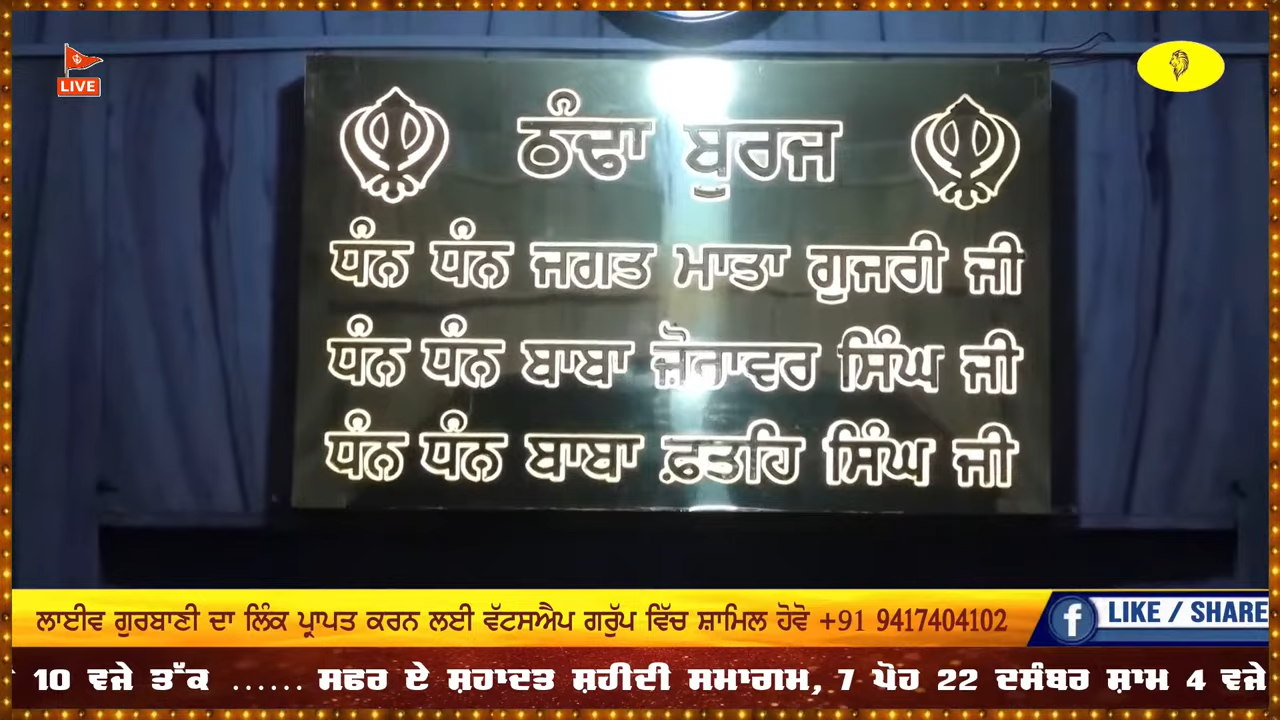 LIVE
ਠੰਢਾ ਬੁਰਜ
ਧੰਨ ਧੰਨ ਜਗਤ ਮਾਤਾ ਗੁਜਰੀ ਜੀ
ਧੰਨ ਧੰਨ ਬਾਬਾ ਜ਼ੋਰਾਵਰ ਸਿੰਘ ਜੀ
ਧੰਨ ਧੰਨ ਬਾਬਾ ਫ਼ਤਹਿ ਸਿੰਘ ਜੀ
ਲਾਈਵ ਗੁਰਬਾਣੀ ਦਾ ਲਿੰਕ ਪ੍ਰਾਪਤ ਕਰਨ ਲਈ ਵੱਟਸਐਪ ਗਰੁੱਪ ਵਿੱਚ ਸ਼ਾਮਿਲ ਹੋਵੋ +91 9417404102
LIKE / SHARE
10 ਵਜੇ ਤੱਕ ...... ਸਫਰ ਏ ਸ਼ਹਾਦਤ ਸ਼ਹੀਦੀ ਸਮਾਗਮ, 7 ਪੋਹ 22 ਦਸੰਬਰ ਸ਼ਾਮ 4 ਵਜੇ